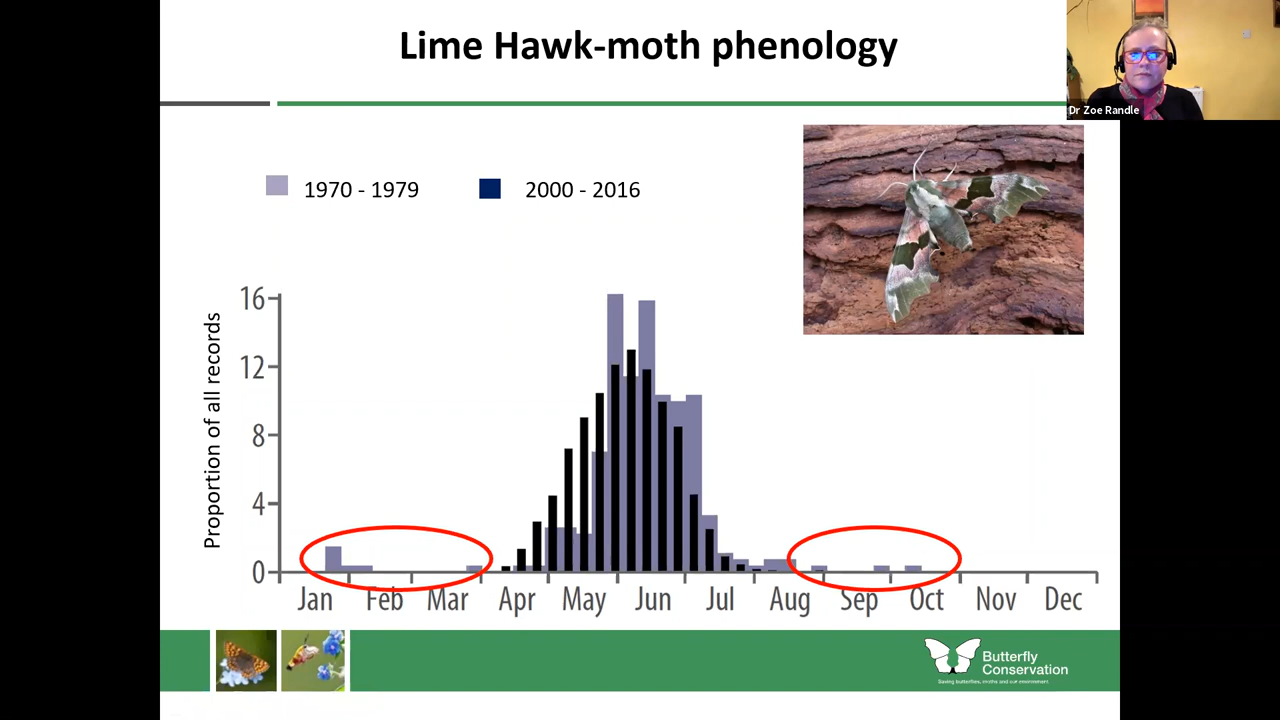 Lime Hawk-moth phenology
Dr Zoe Randle
1970 - 1979
2000 - 2016
Proportion of all records
16
12
8
4
0
Jan Feb Mar Apr May Jun Jul Aug Sep Oct Nov Dec
Butterfly
Conservation
Saving butterflies, moths and our environment